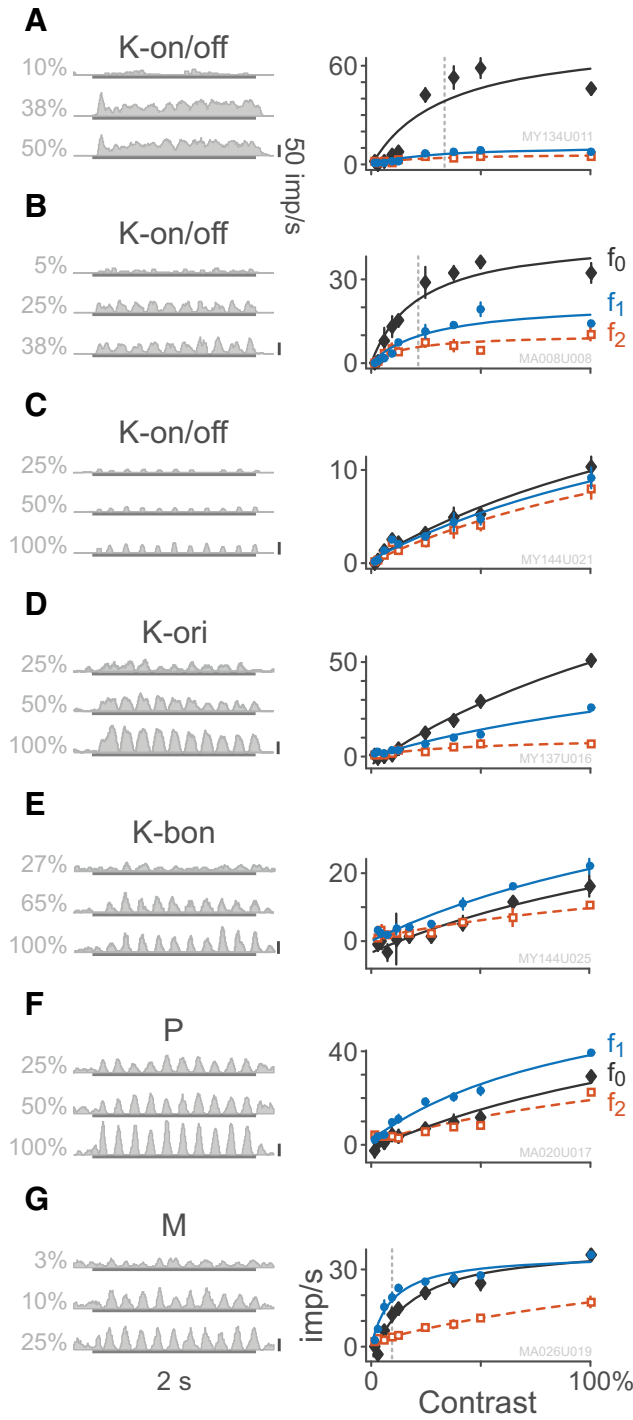 A
K-on/off
10%
38%
50%
50 imp/s
60
0
MY134U011
B
K-on/off
5%
25%
38%
30
0
f0
f1
f2
MA008U008
C
K-on/off
25%
50%
100%
10
0
MY144U021
D
K-ori
25%
50%
100%
50
0
MY137U016
E
K-bon
27%
65%
100%
20
0
MY144U025
F
P
25%
50%
100%
40
0
f1
f0
f2
MA020U017
G
M
3%
10%
25%
2 s
imp/s
30
0
MA026U019
0
100%
Contrast